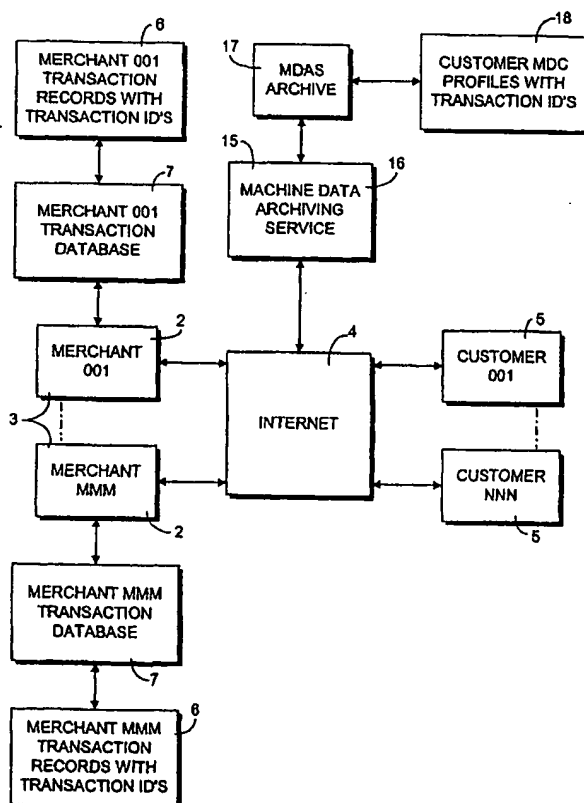 6
MERCHANT 001
TRANSACTION
RECORDS WITH
TRANSACTION ID'S
17
MDAS
ARCHIVE
18
CUSTOMER MDC
PROFILES WITH
TRANSACTION ID'S
7
MERCHANT 001
TRANSACTION
DATABASE
15
16
MACHINE DATA
ARCHIVING
SERVICE
2
MERCHANT
001
4
INTERNET
5
CUSTOMER
001
3
MERCHANT
MMM
2
CUSTOMER
NNN
5
MERCHANT MMM
TRANSACTION
DATABASE
7
6
MERCHANT MMM
TRANSACTION
RECORDS WITH
TRANSACTION ID'S